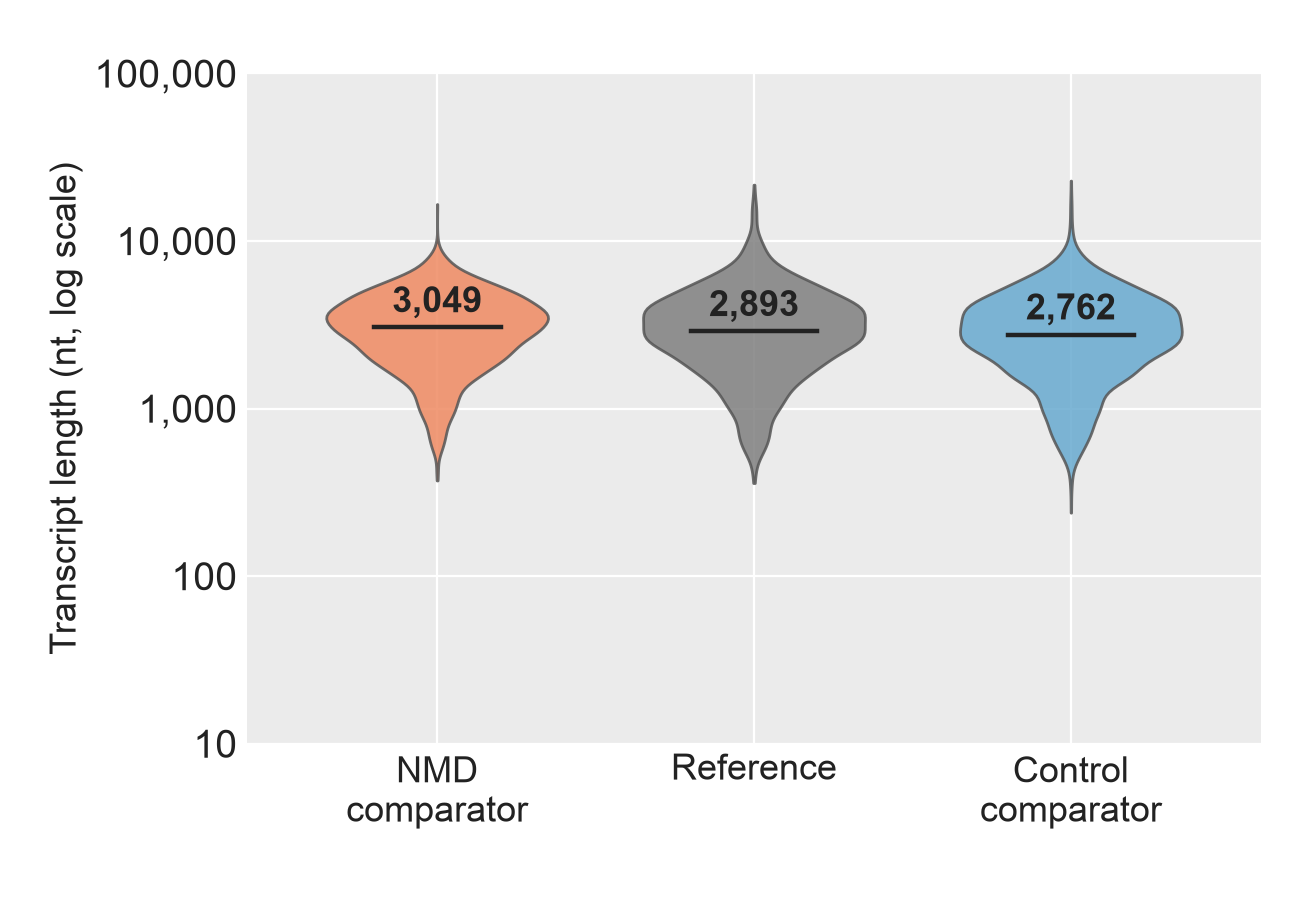 100,000
10,000
1,000
100
10
Transcript length (nt, log scale)
3,049
2,893
2,762
NMD
comparator
Reference
Control
comparator